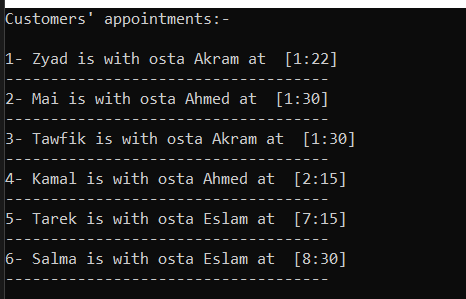 Customers' appointments:-
1- Zyad is with osta Akram at  [1:22]
------------------------------------
2- Mai is with osta Ahmed at  [1:30]
------------------------------------
3- Tawfik is with osta Akram at  [1:30]
------------------------------------
4- Kamal is with osta Ahmed at  [2:15]
------------------------------------
5- Tarek is with osta Eslam at  [7:15]
------------------------------------
6- Salma is with osta Eslam at  [8:30]
------------------------------------